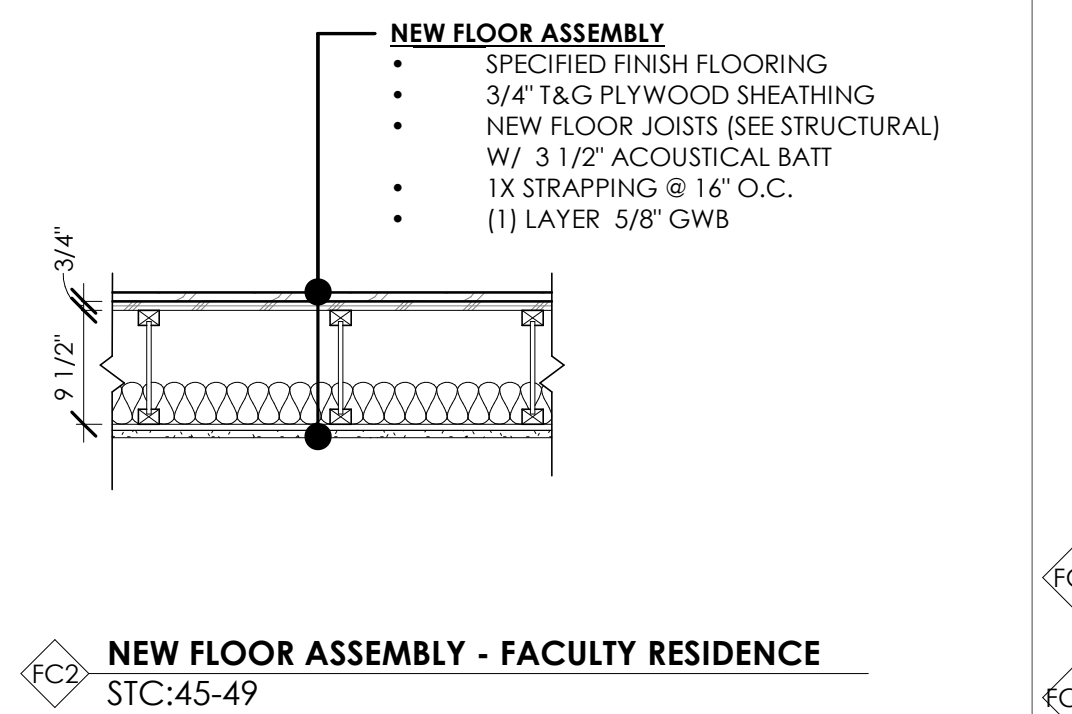 NEW FLOOR ASSEMBLY
• SPECIFIED FINISH FLOORING
• 3/4" T&G PLYWOOD SHEATHING
• NEW FLOOR JOISTS (SEE STRUCTURAL)
W/ 3 1/2" ACOUSTICAL BATT
• 1X STRAPPING @ 16" O.C.
• (1) LAYER 5/8" GWB
3/4"
9 1/2"
FC2
NEW FLOOR ASSEMBLY - FACULTY RESIDENCE
STC:45-49